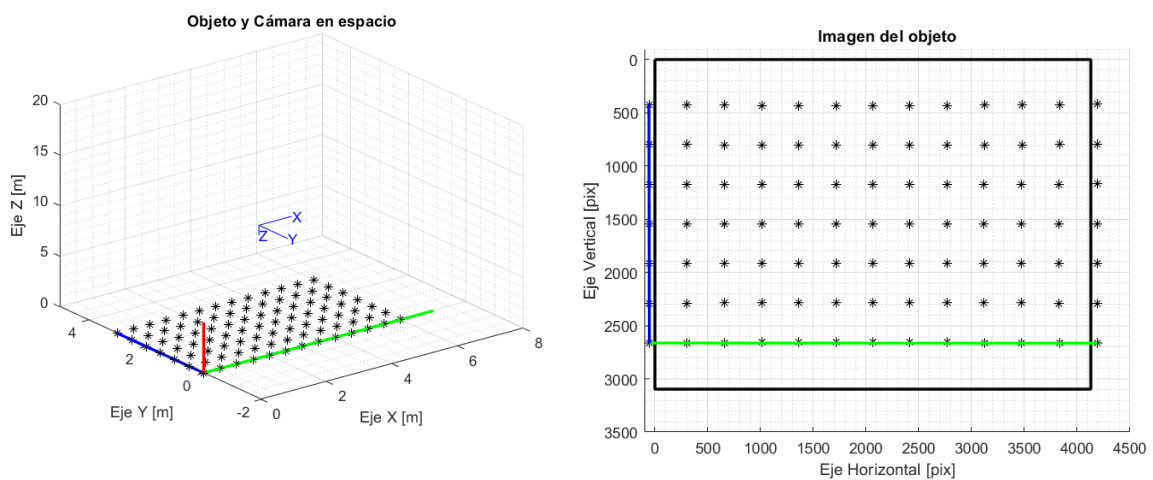 Objeto y Cámara en espacio
20
15
10
5
0
Eje Z [m]
4
2
0
-2
Eje Y [m]
0
2
4
6
8
Eje X [m]
X
Y
Z
Imagen del objeto
0
500
1000
1500
2000
2500
3000
3500
Eje Vertical [pix]
0 500 1000 1500 2000 2500 3000 3500 4000 4500
Eje Horizontal [pix]